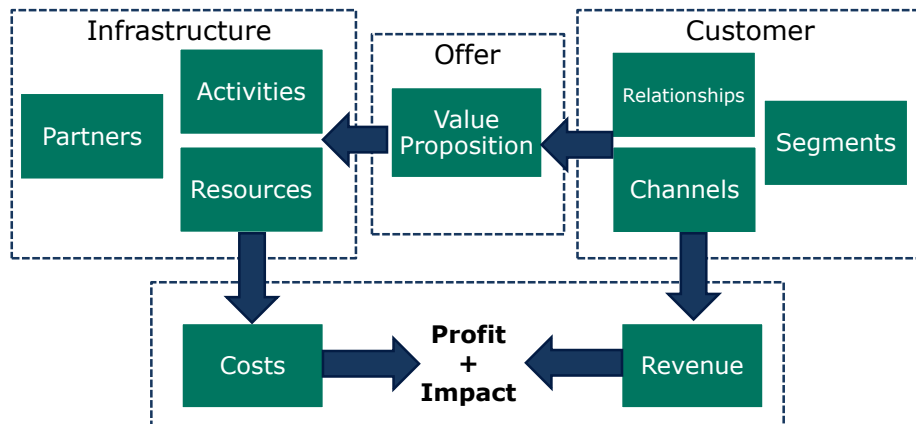 Infrastructure
Partners
Activities
Resources
Offer
Value
Proposition
Customer
Relationships
Channels
Segments
Costs
Profit
+
Impact
Revenue